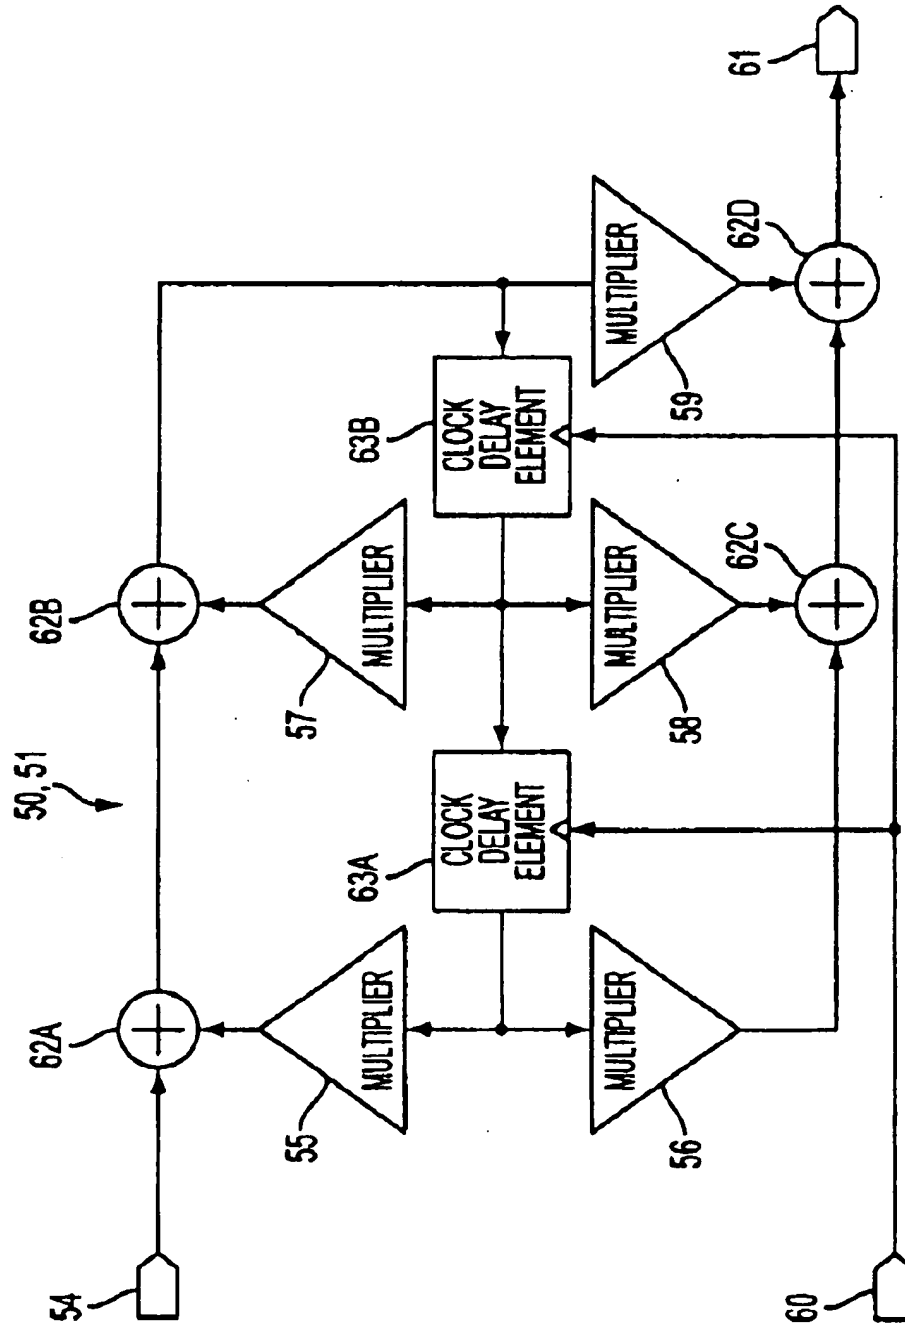 50, 51
54
62A
62B
55
MULTIPLIER
57
MULTIPLIER
63A
CLOCK
DELAY
ELEMENT
63B
CLOCK
DELAY
ELEMENT
MULTIPLIER
56
MULTIPLIER
58
MULTIPLIER
59
62C
62D
61
60